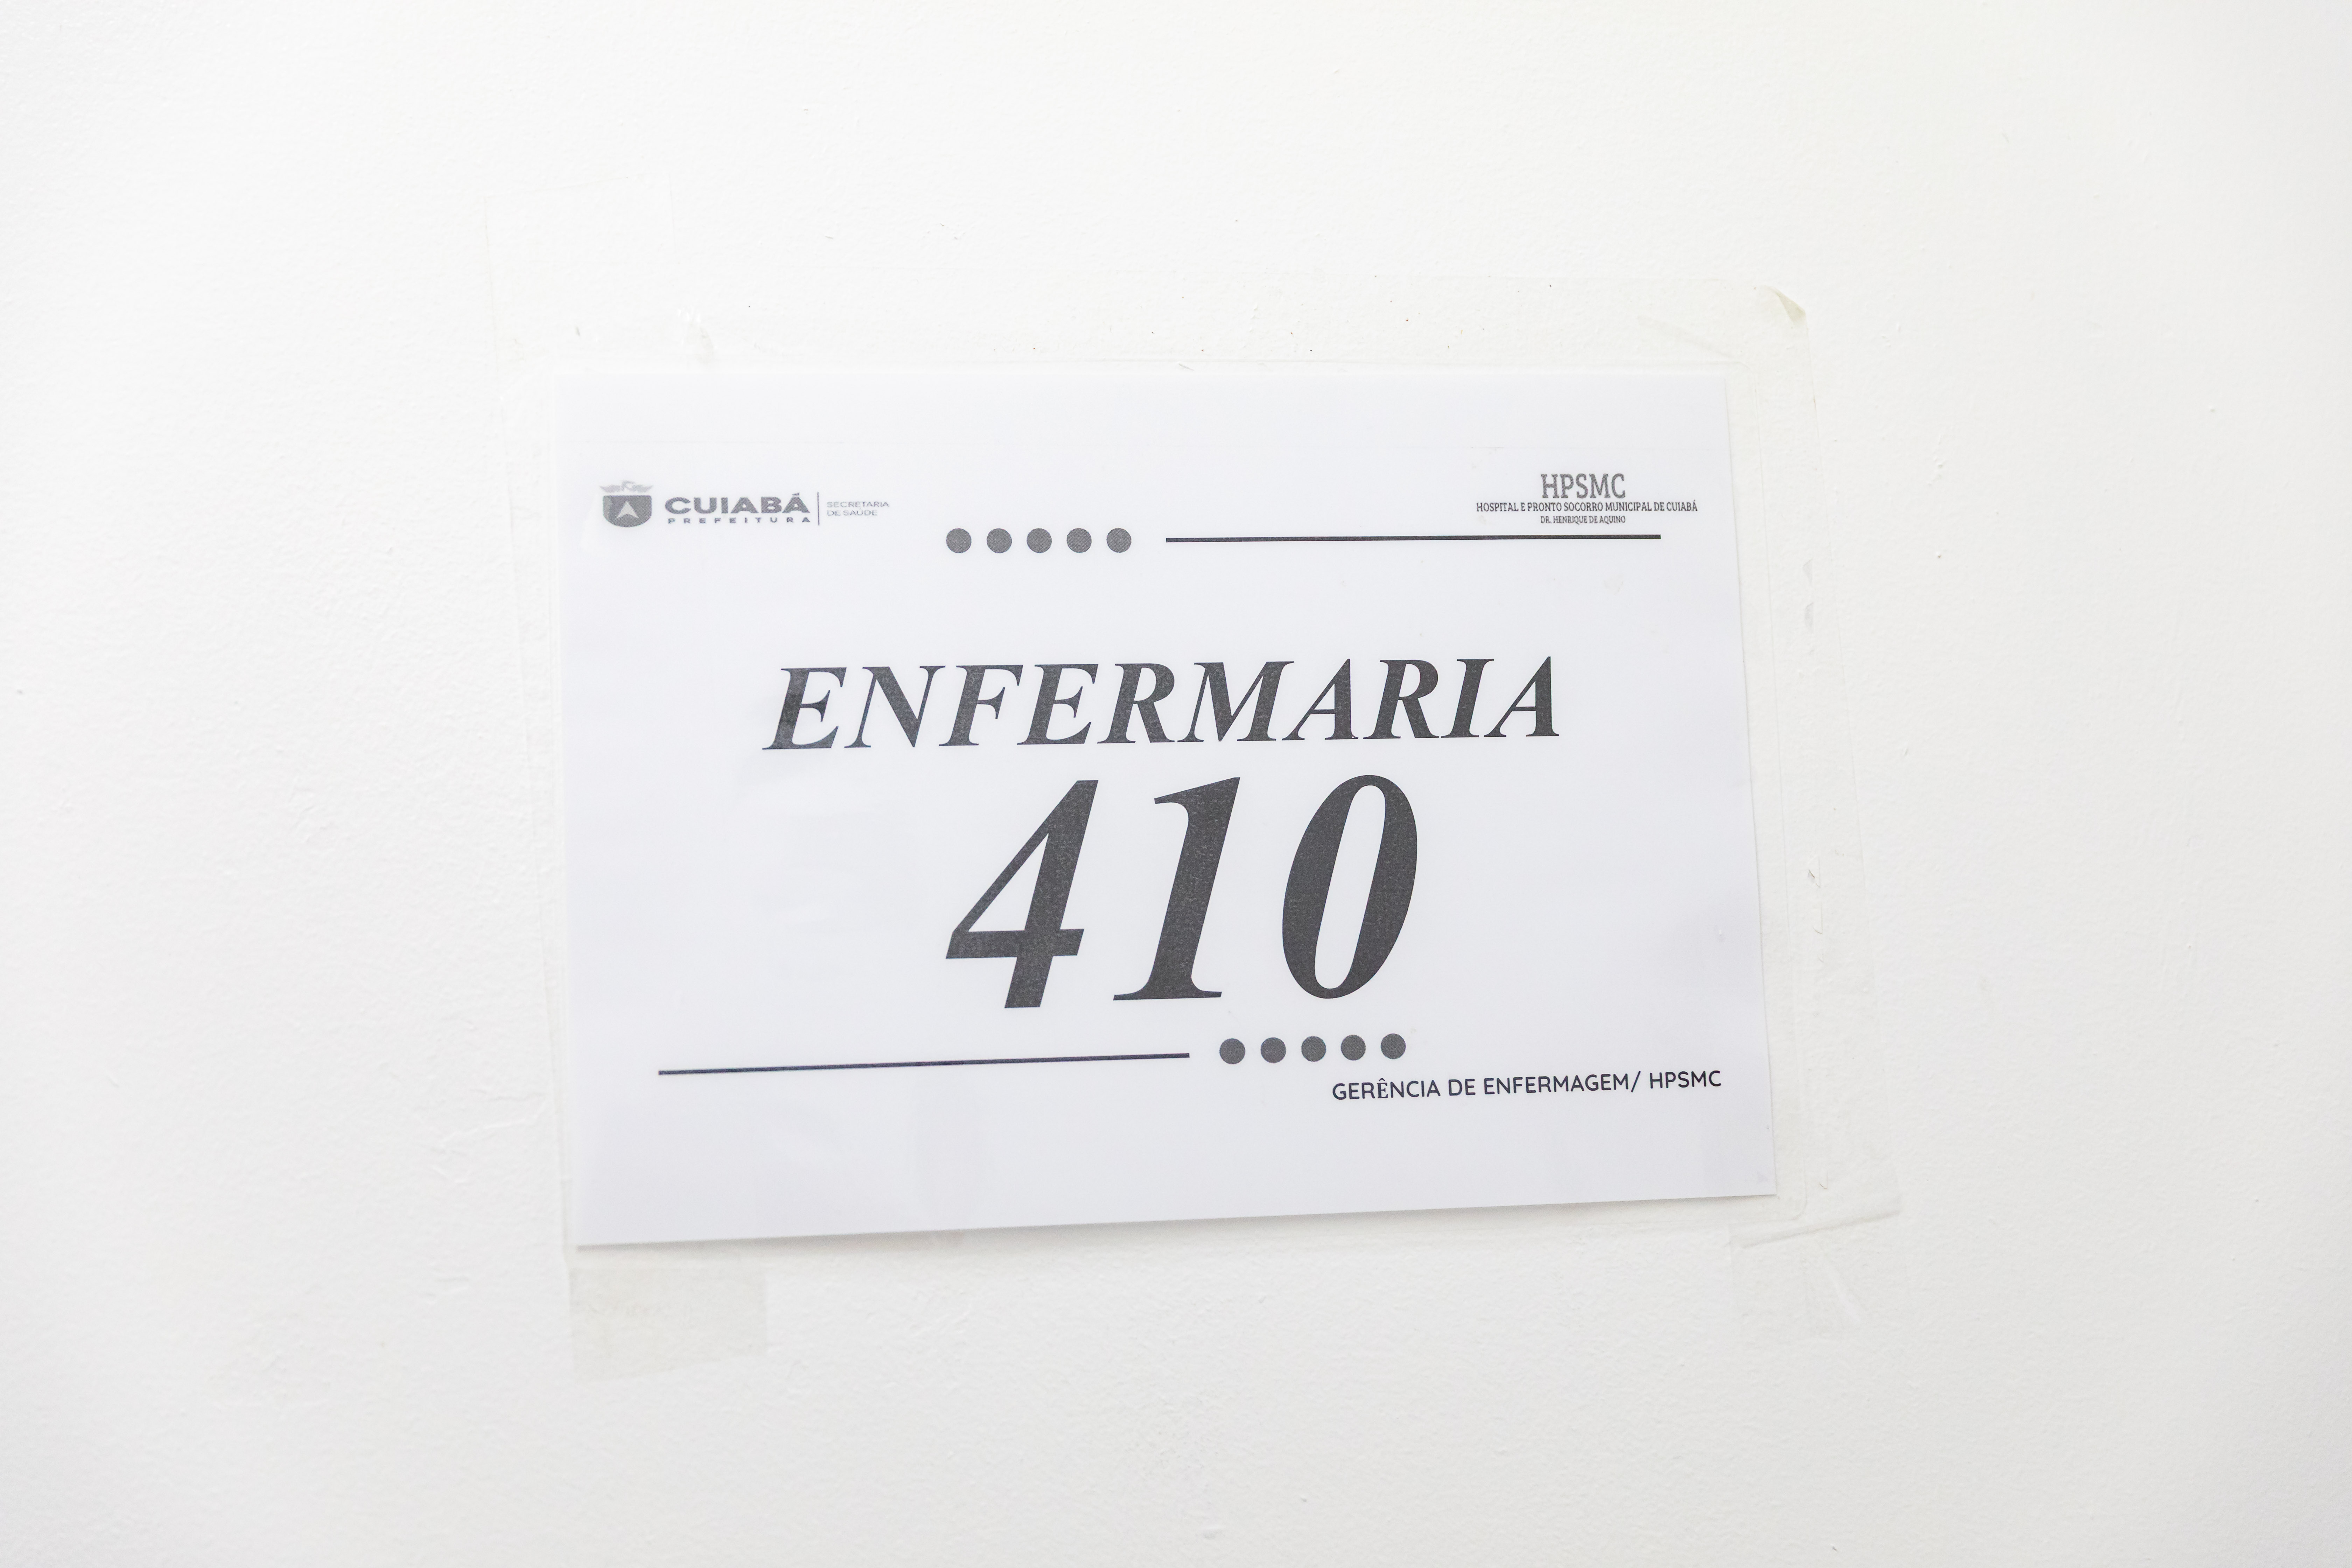 CUIABÁ
PREFEITURA
SECRETARIA
DE SAÚDE
HPSMC
HOSPITAL E PRONTO SOCORRO MUNICIPAL DE CUIABÁ
DR. HENRIQUE DE AQUINO
ENFERMARIA
410
GERÊNCIA DE ENFERMAGEM/ HPSMC